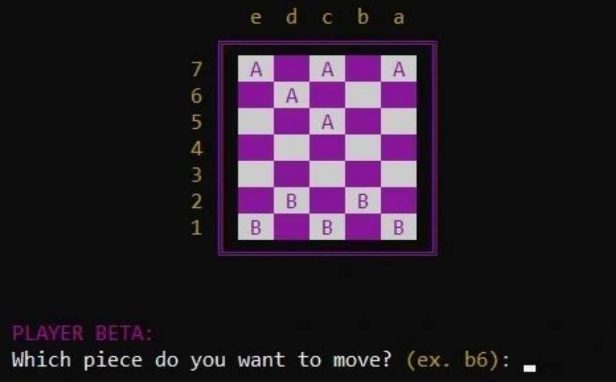 e d c b a
7 A A A
6 A
5 A
4
3
2 B B
1 B B B
PLAYER BETA:
Which piece do you want to move? (ex. b6):